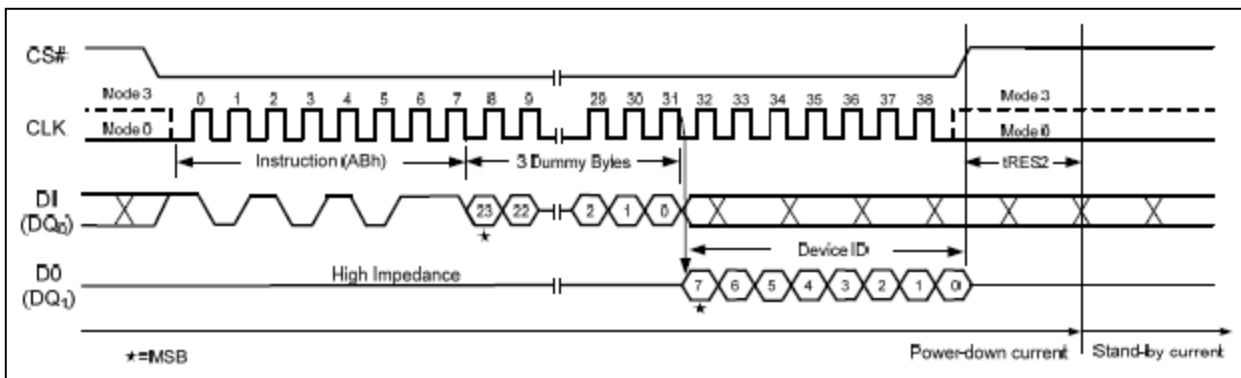 CS#
Mode 3
0 1 2 3 4 5 6 7 8 9 29 30 31 32 33 34 35 36 37 38
Mode 3
CLK
Mode 0
Mode 0
Instruction (ABh)
3 Dummy Bytes
tRES2
DI
(DQ0)
23 22 2 1 0
Device ID
DO
(DQ1)
High Impedance
7 6 5 4 3 2 1 0
★
★
★=MSB
Power-down current
Stand-by current